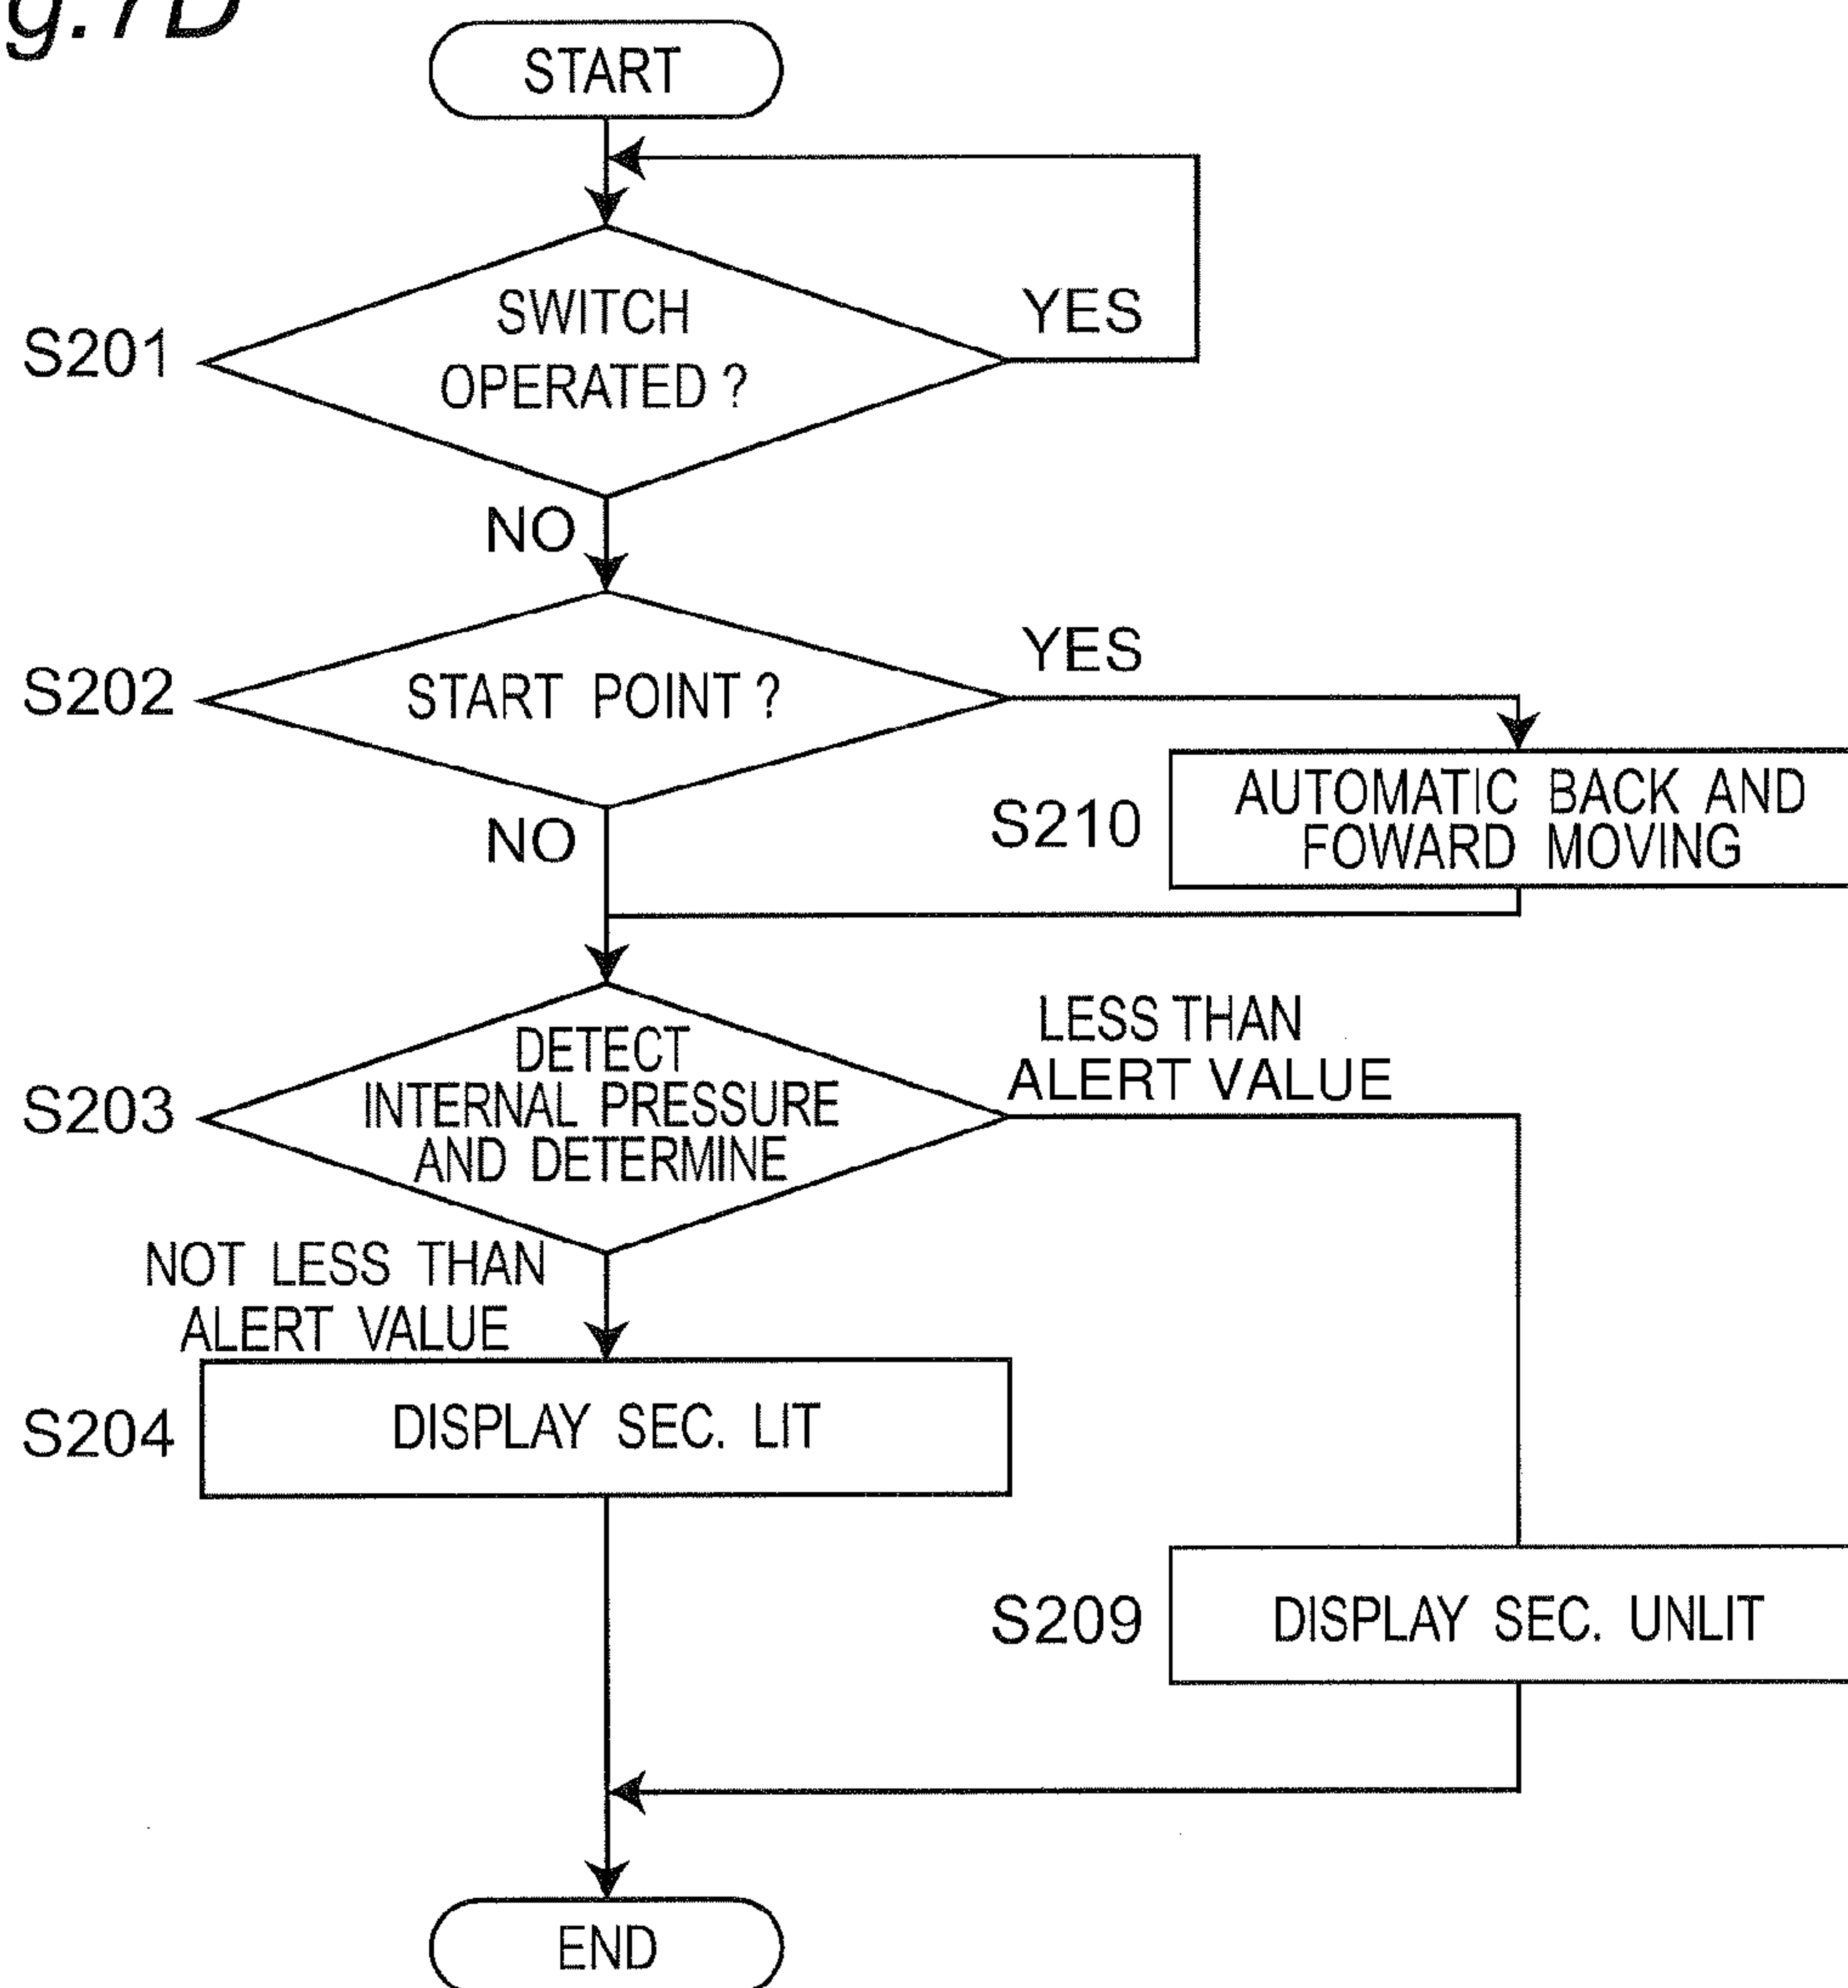 g.7D
START
SWITCH
OPERATED ?
S201
YES
NO
S202
START POINT ?
YES
NO
S210
AUTOMATIC BACK AND
FOWARD MOVING
S203
DETECT
INTERNAL PRESSURE
AND DETERMINE
LESS THAN
ALERT VALUE
NOT LESS THAN
ALERT VALUE
S204
DISPLAY SEC. LIT
S209
DISPLAY SEC. UNLIT
END